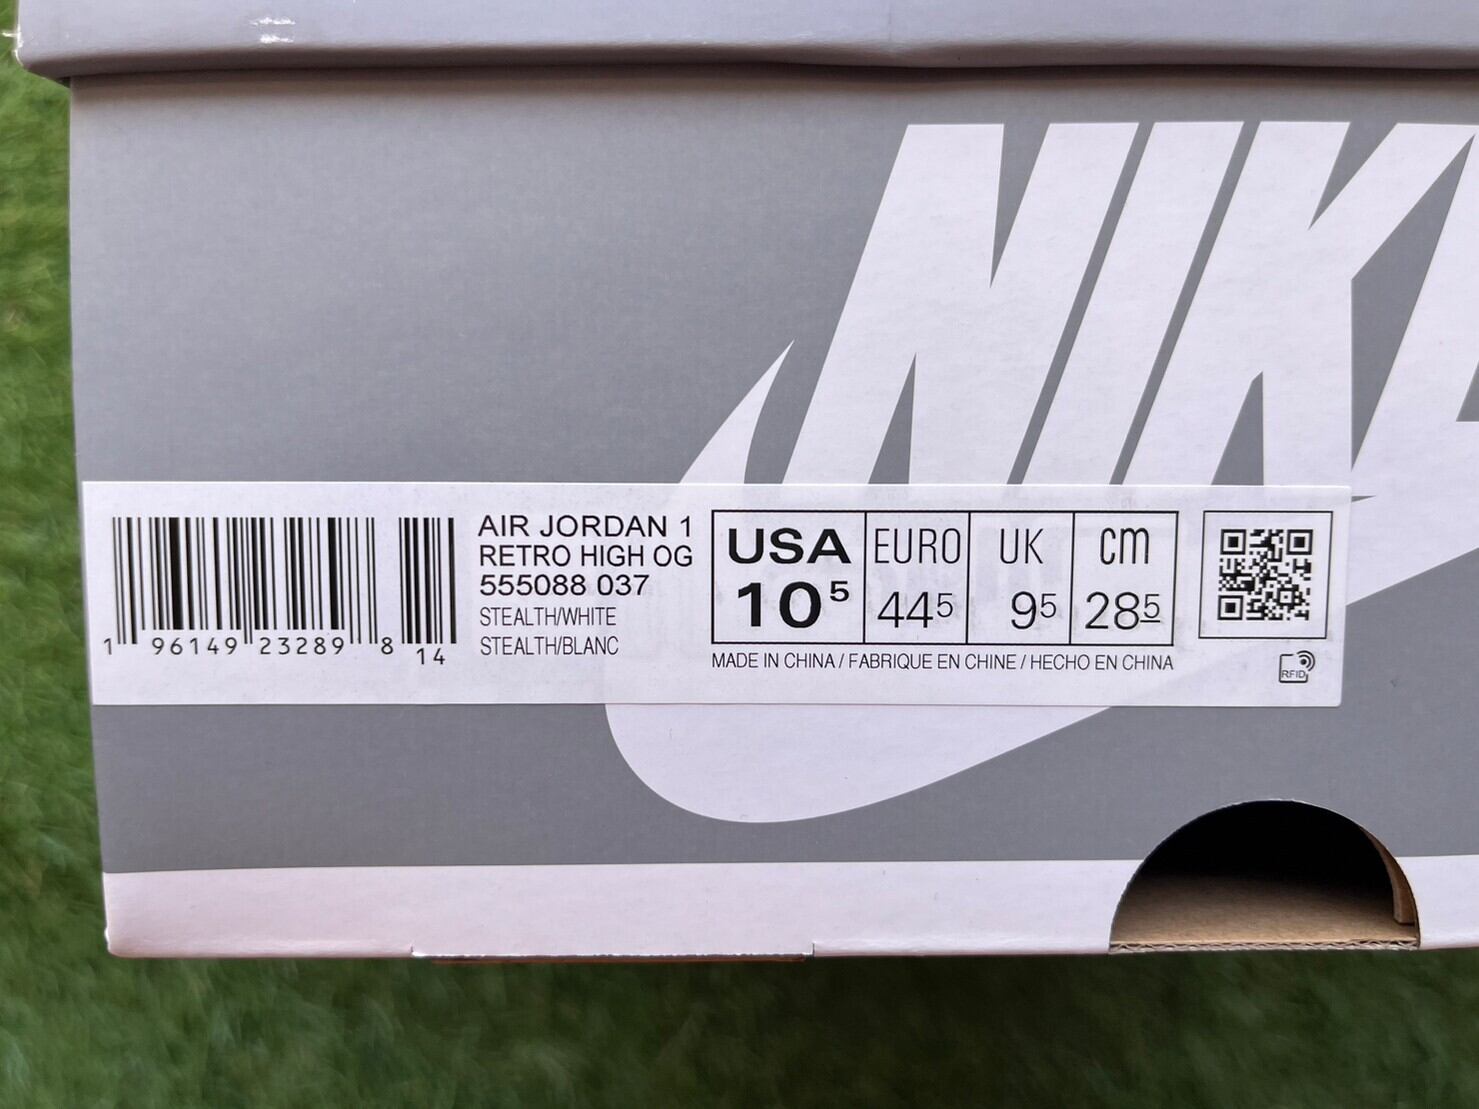 NIKE
AIR JORDAN 1
RETRO HIGH OG
555088 037
STEALTH/WHITE
STEALTH/BLANC
1 96149 23289 8
14
USA EURO UK cm
10⁵ 44⁵ 9⁵ 28⁵
MADE IN CHINA / FABRIQUE EN CHINE / HECHO EN CHINA
RFID